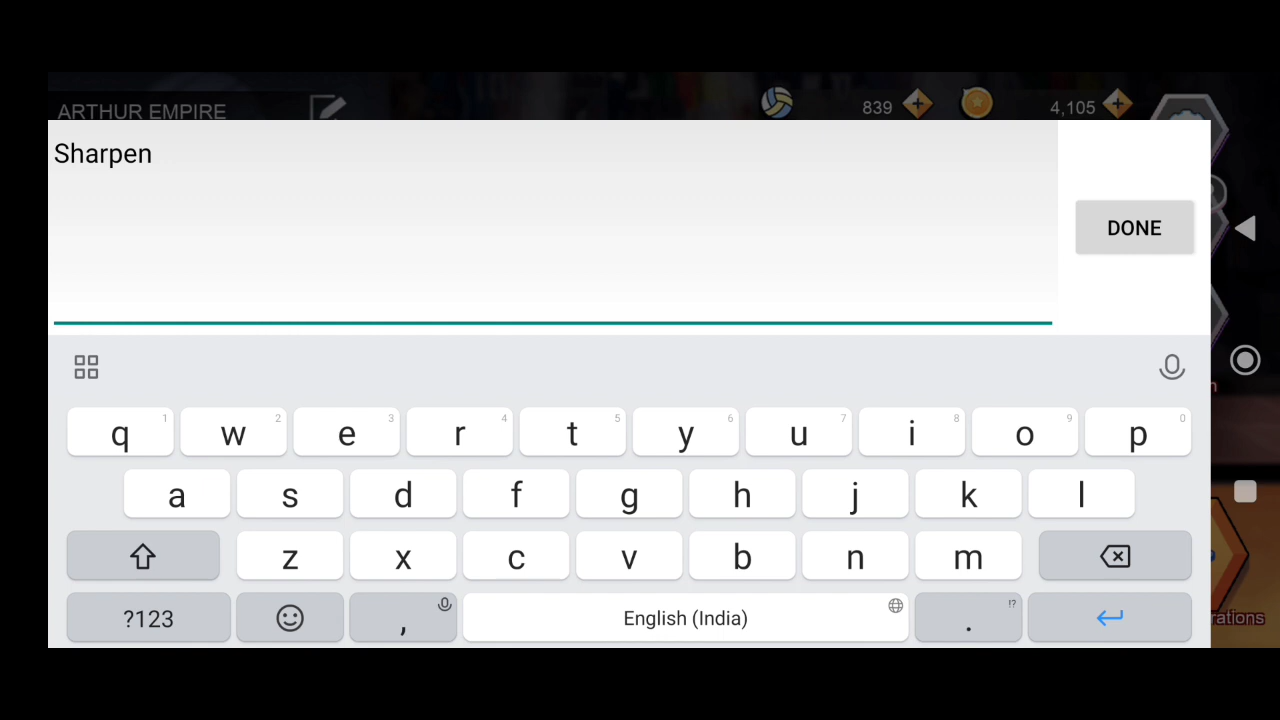 ARTHUR EMPIRE
839
4,105
Sharpen
DONE
q 1 w 2 e 3 r 4 t 5 y 6 u 7 i 8 o 9 p 0
a s d f g h j k l
z x c v b n m
?123 , English (India) . !?
rations